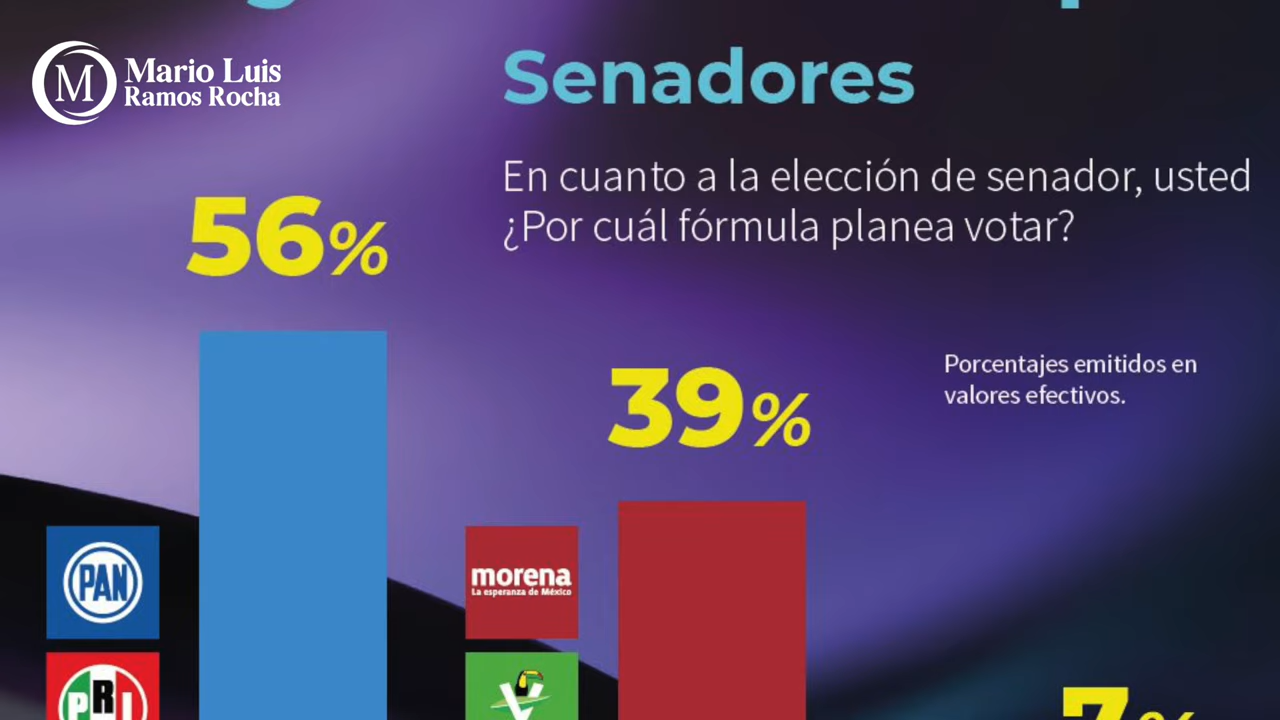 Mario Luis
Ramos Rocha
Senadores
En cuanto a la elección de senador, usted
¿Por cuál fórmula planea votar?
56%
39%
Porcentajes emitidos en
valores efectivos.
PAN
morena
La esperanza de México
PRI
7%